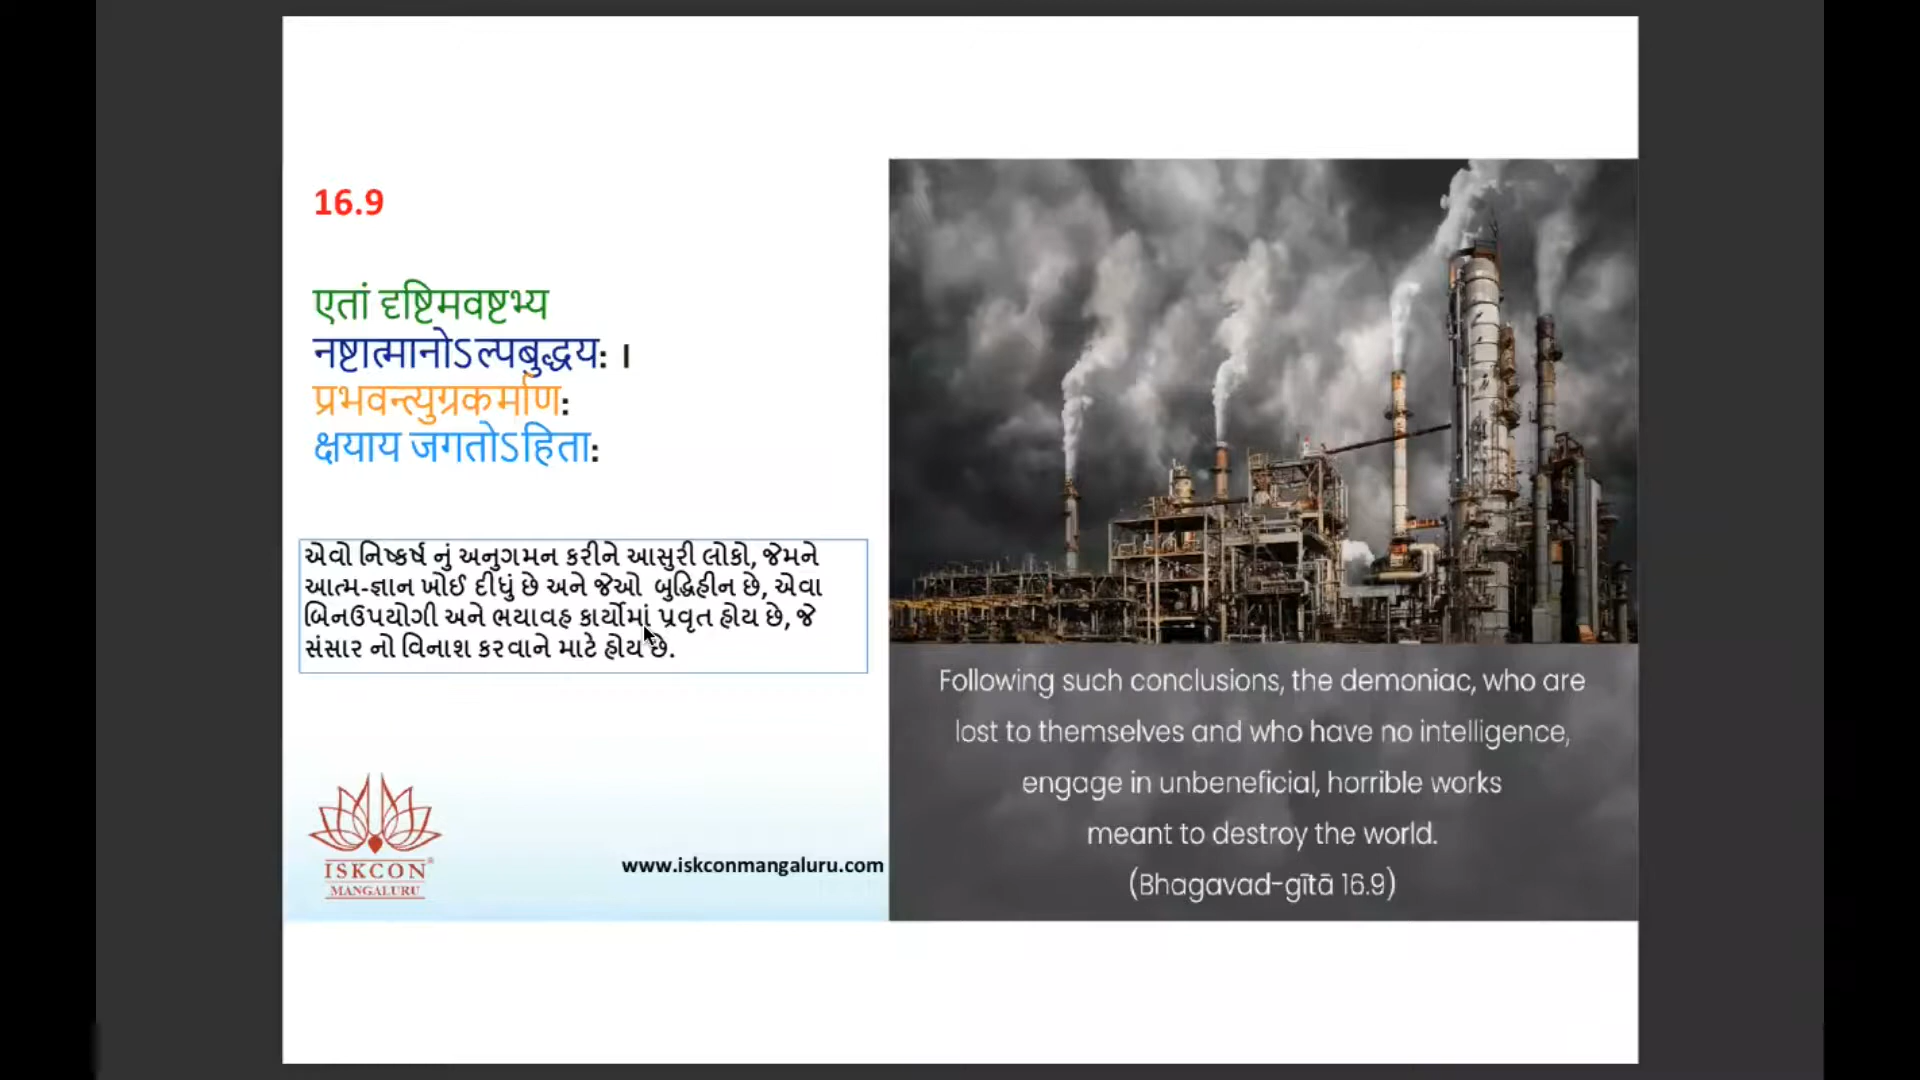 16.9
एतां दृष्टिमवष्टभ्य
नष्टात्मानोऽल्पबुद्धय: ।
प्रभवन्त्युग्रकर्माण:
क्षयाय जगतोऽहिता:
એવો નિષ્કર્ષ નું અનુગમન કરીને આસુરી લોકો, જેમને
આત્મ-જ્ઞાન ખોઈ દીધું છે અને જેઓ બુદ્ધિહીન છે, એવા
બિનઉપયોગી અને ભયાવહ કાર્યોમાં પ્રવૃત હોય છે, જે
સંસાર નો વિનાશ કરવાને માટે હોય છે.
ISKCON®
MANGALURU
www.iskconmangaluru.com
Following such conclusions, the demoniac, who are
lost to themselves and who have no intelligence,
engage in unbeneficial, horrible works
meant to destroy the world.
(Bhagavad-gītā 16.9)